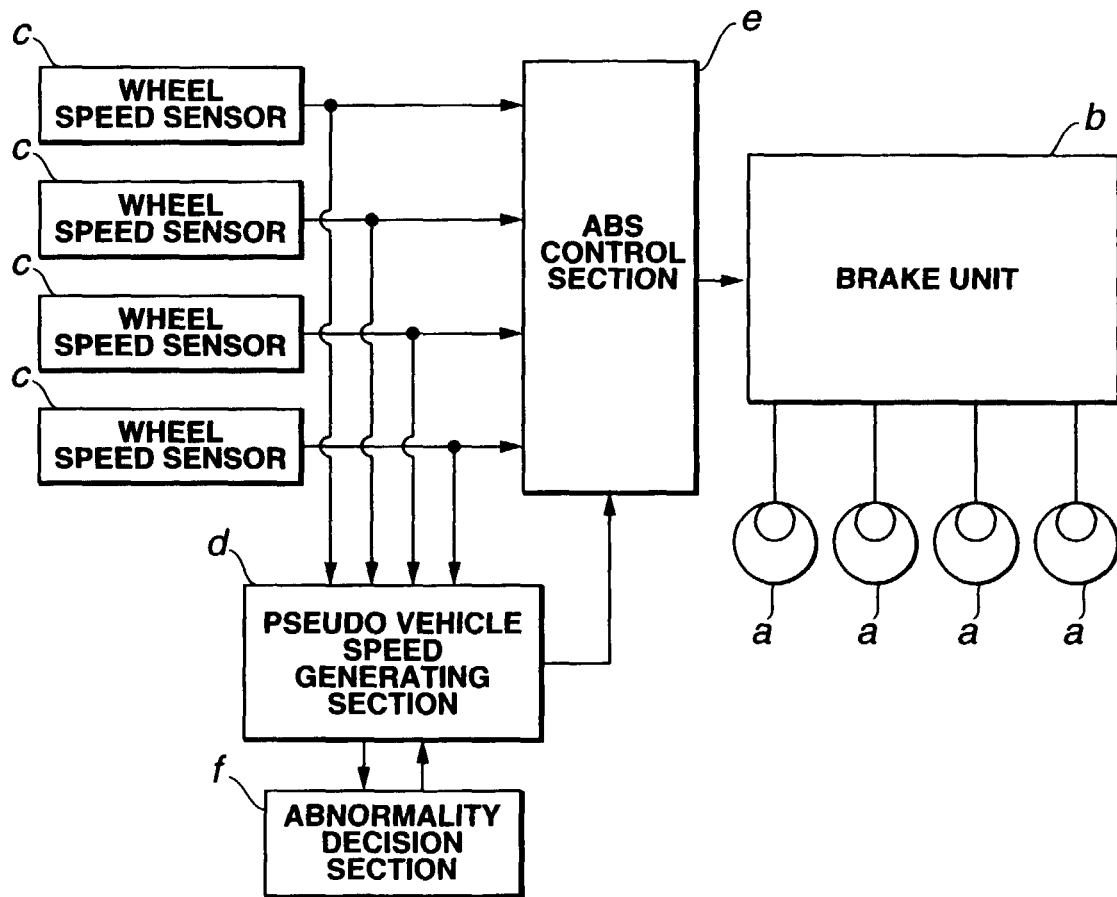 c
e
WHEEL
SPEED SENSOR
b
c
WHEEL
SPEED SENSOR
ABS
CONTROL
SECTION
BRAKE UNIT
c
WHEEL
SPEED SENSOR
c
WHEEL
SPEED SENSOR
d
PSEUDO VEHICLE
SPEED
GENERATING
SECTION
a
a
a
a
f
ABNORMALITY
DECISION
SECTION